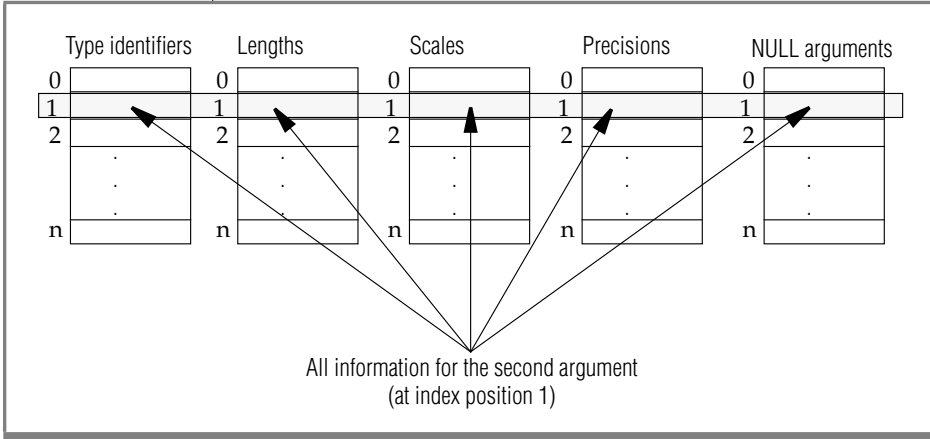 Type identifiers Lengths Scales Precisions NULL arguments
0 0 0 0 0
1 1 1 1 1
2 2 2 2 2
. . . . .
. . . . .
. . . . .
n n n n n
All information for the second argument
(at index position 1)